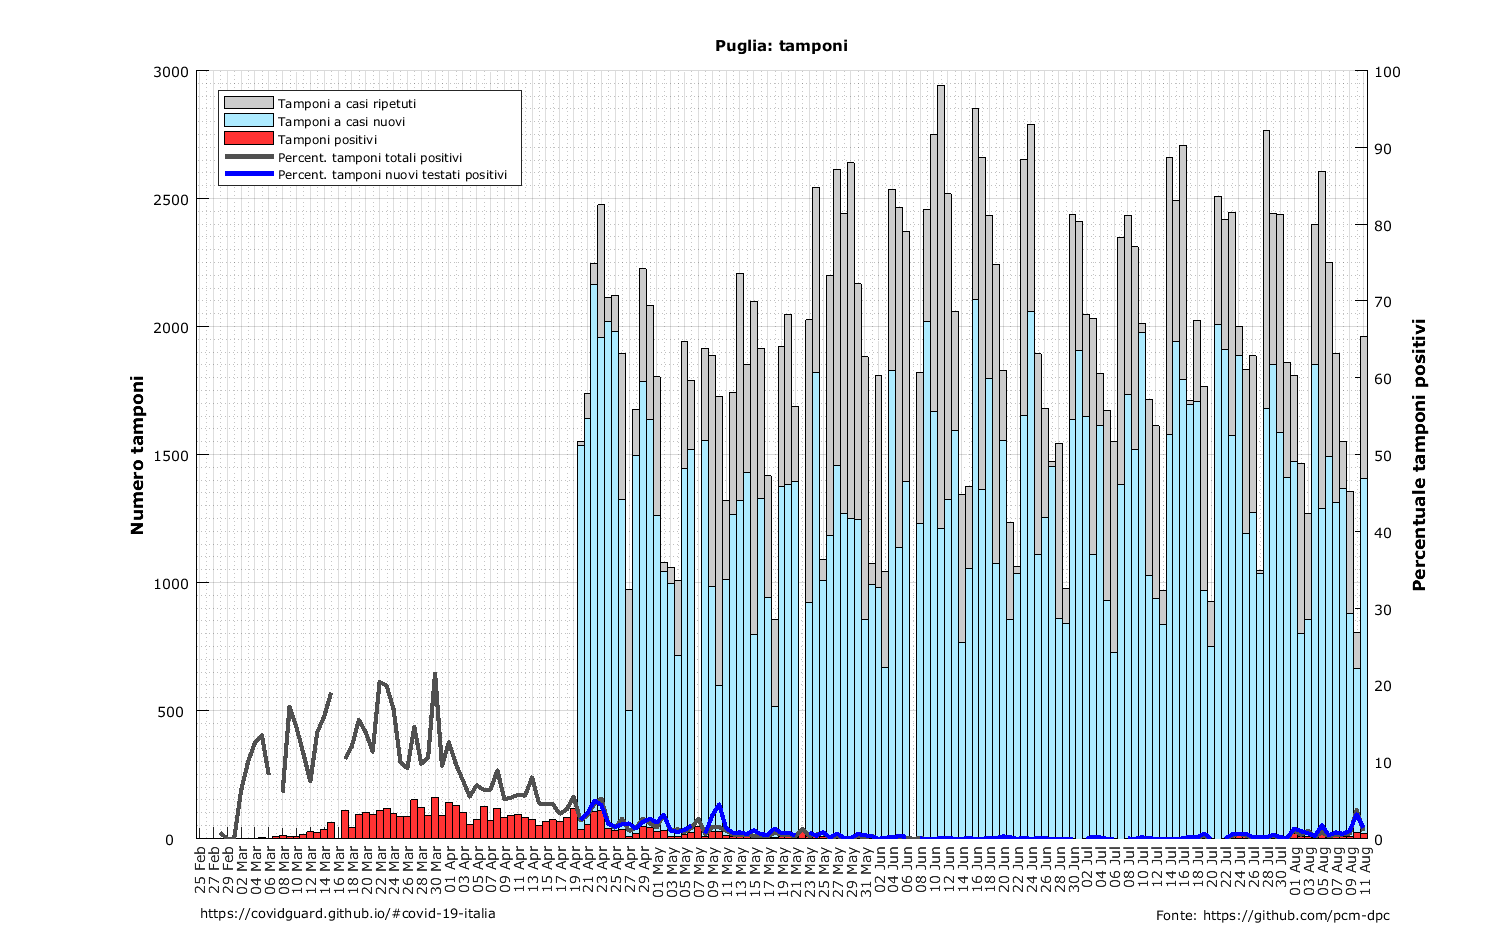 Puglia: tamponi
Tamponi a casi ripetuti
Tamponi a casi nuovi
Tamponi positivi
Percent. tamponi totali positivi
Percent. tamponi nuovi testati positivi
Numero tamponi
3000
2500
2000
1500
1000
500
0
Percentuale tamponi positivi
100
90
80
70
60
50
40
30
20
10
0
25 Feb
27 Feb
29 Feb
02 Mar
04 Mar
06 Mar
08 Mar
10 Mar
12 Mar
14 Mar
16 Mar
18 Mar
20 Mar
22 Mar
24 Mar
26 Mar
28 Mar
30 Mar
01 Apr
03 Apr
05 Apr
07 Apr
09 Apr
11 Apr
13 Apr
15 Apr
17 Apr
19 Apr
21 Apr
23 Apr
25 Apr
27 Apr
29 Apr
01 May
03 May
05 May
07 May
09 May
11 May
13 May
15 May
17 May
19 May
21 May
23 May
25 May
27 May
29 May
31 May
02 Jun
04 Jun
06 Jun
08 Jun
10 Jun
12 Jun
14 Jun
16 Jun
18 Jun
20 Jun
22 Jun
24 Jun
26 Jun
28 Jun
30 Jun
02 Jul
04 Jul
06 Jul
08 Jul
10 Jul
12 Jul
14 Jul
16 Jul
18 Jul
20 Jul
22 Jul
24 Jul
26 Jul
28 Jul
30 Jul
01 Aug
03 Aug
05 Aug
07 Aug
09 Aug
11 Aug
https://covidguard.github.io/#covid-19-italia
Fonte: https://github.com/pcm-dpc